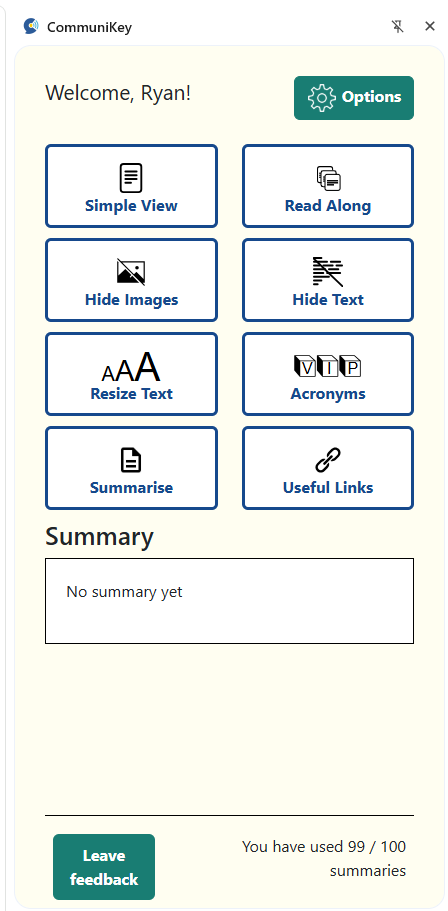 CommuniKey
Welcome, Ryan!
Options
Simple View
Read Along
Hide Images
Hide Text
AAA
Resize Text
VIP
Acronyms
Summarise
Useful Links
Summary
No summary yet
Leave
feedback
You have used 99 / 100
summaries